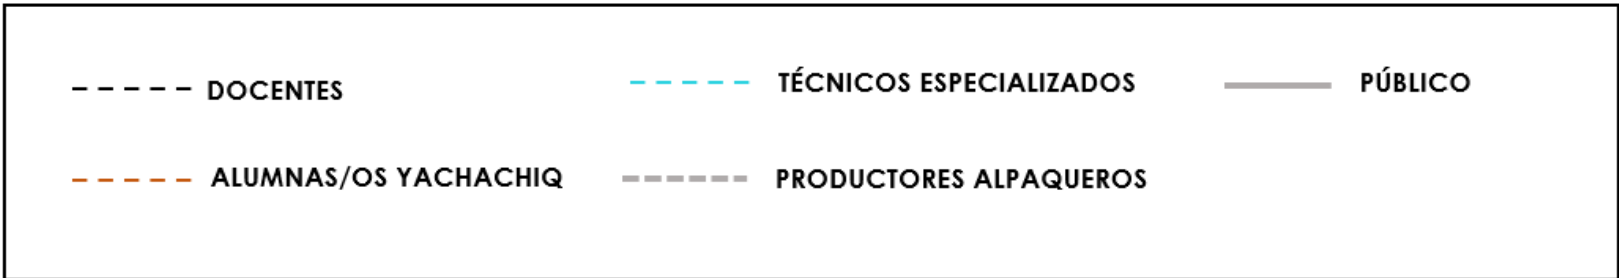 DOCENTES
TÉCNICOS ESPECIALIZADOS
PÚBLICO
ALUMNAS/OS YACHACHIQ
PRODUCTORES ALPAQUEROS